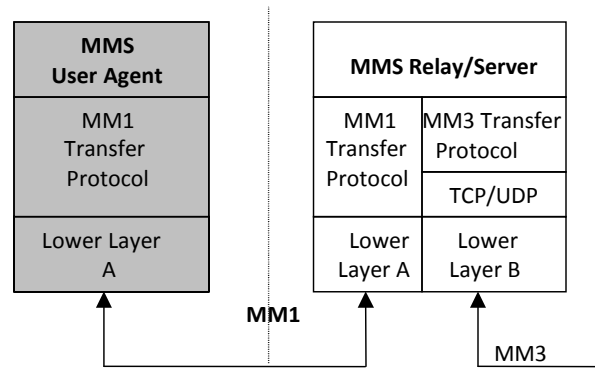 MMS
User Agent
MM1
Transfer
Protocol
Lower Layer
A
MMS Relay/Server
MM1
Transfer
Protocol
MM3 Transfer
Protocol
TCP/UDP
Lower
Layer A
Lower
Layer B
MM1
MM3